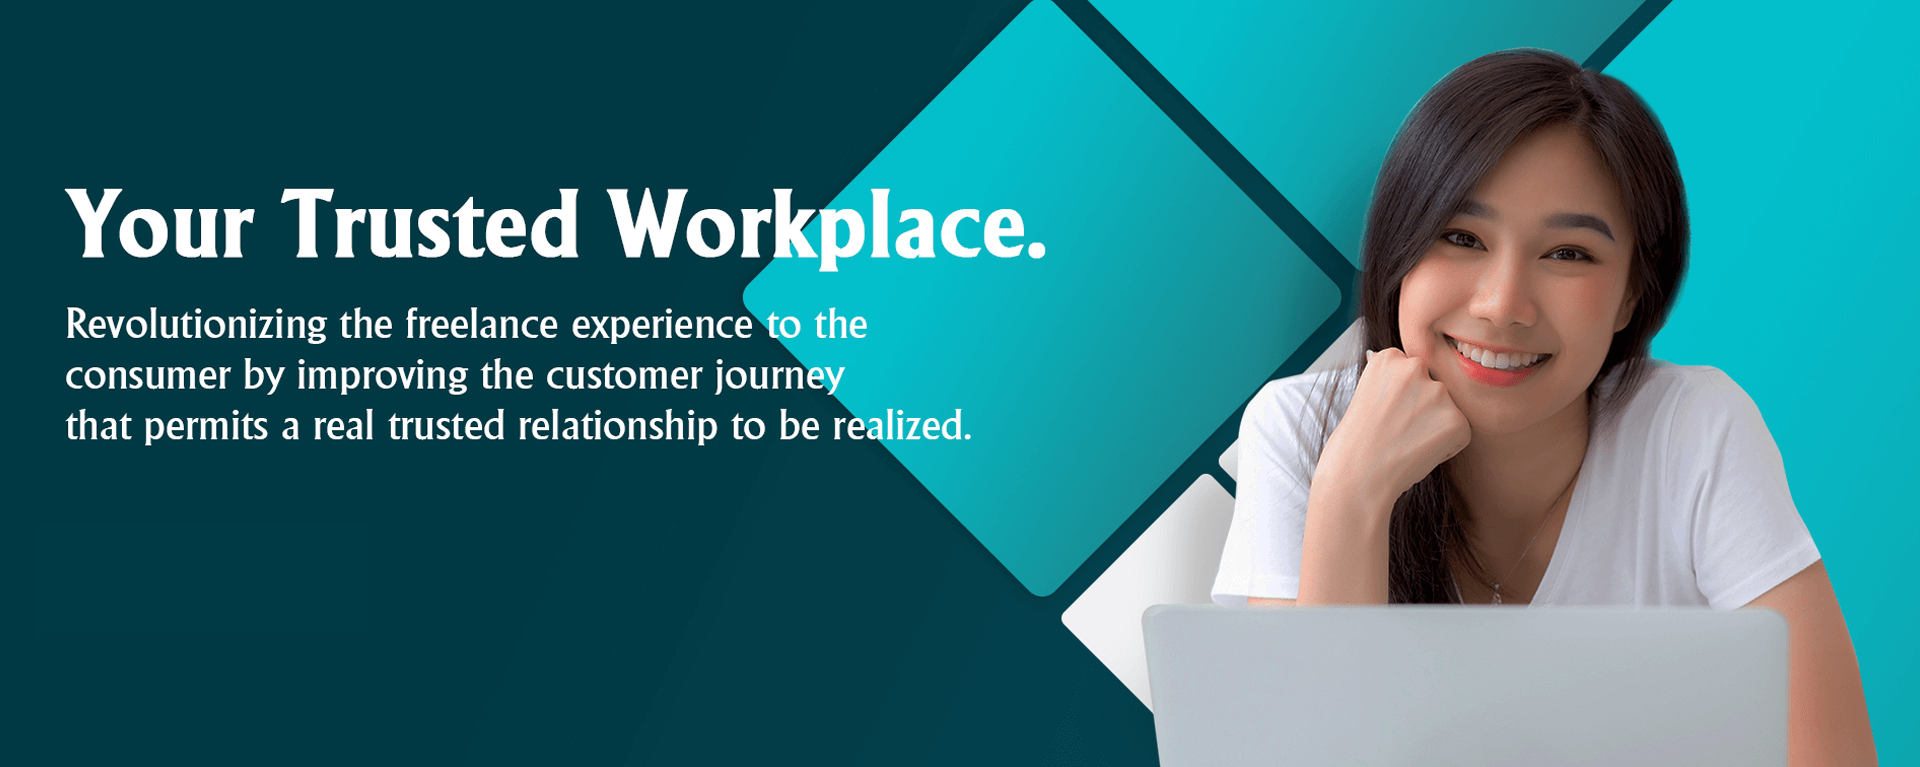 Your Trusted Workplace.
Revolutionizing the freelance experience to the
consumer by improving the customer journey
that permits a real trusted relationship to be realized.